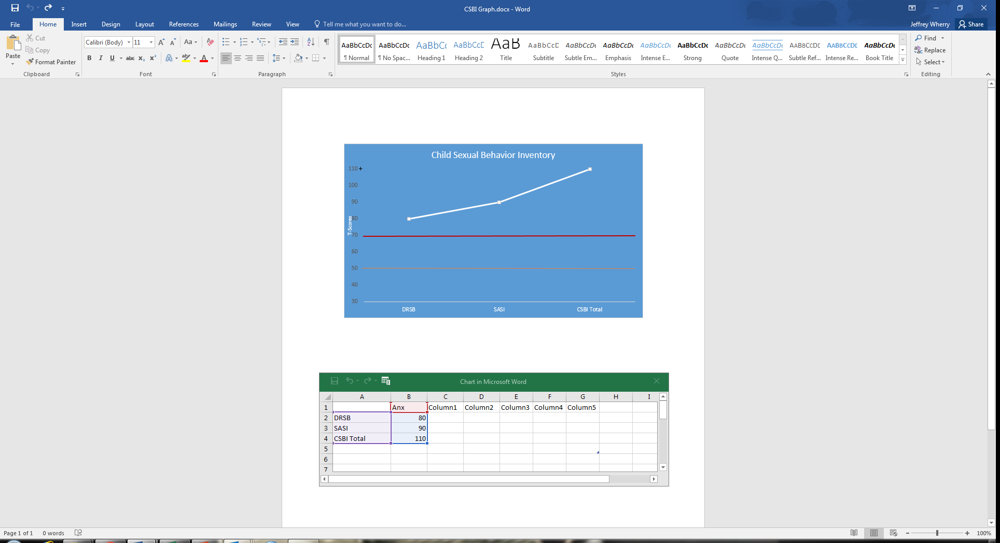 CSBI Graph.docx - Word
File Home Insert Design Layout References Mailings Review View Tell me what you want to do... Jeffrey Wherry Share
Paste
Cut
Copy
Format Painter
Clipboard
Calibri (Body) 11 Aa
B I U abc x₂ x² A ab A
Font
Paragraph
AaBbCcDc AaBbCcDc AaBbCc AaBbCcD AaB AaBbCcD AaBbCcDc AaBbCcDc AaBbCcDc AaBbCcDc AaBbCcDc AaBbCcDc AABBCCDE AABBCCDE AaBbCcDc
¶ Normal ¶ No Spac... Heading 1 Heading 2 Title Subtitle Subtle Em... Emphasis Intense E... Strong Quote Intense Q... Subtle Ref... Intense Re... Book Title
Styles
Find
Replace
Select
Editing
Child Sexual Behavior Inventory
T-Scores
110 +
100
90
80
70
60
50
40
30
DRSB SASI CSBI Total
Chart in Microsoft Word
A B C D E F G H I
1 Anx Column1 Column2 Column3 Column4 Column5
2 DRSB 80
3 SASI 90
4 CSBI Total 110
5
6
7
Page 1 of 1 0 words 100%